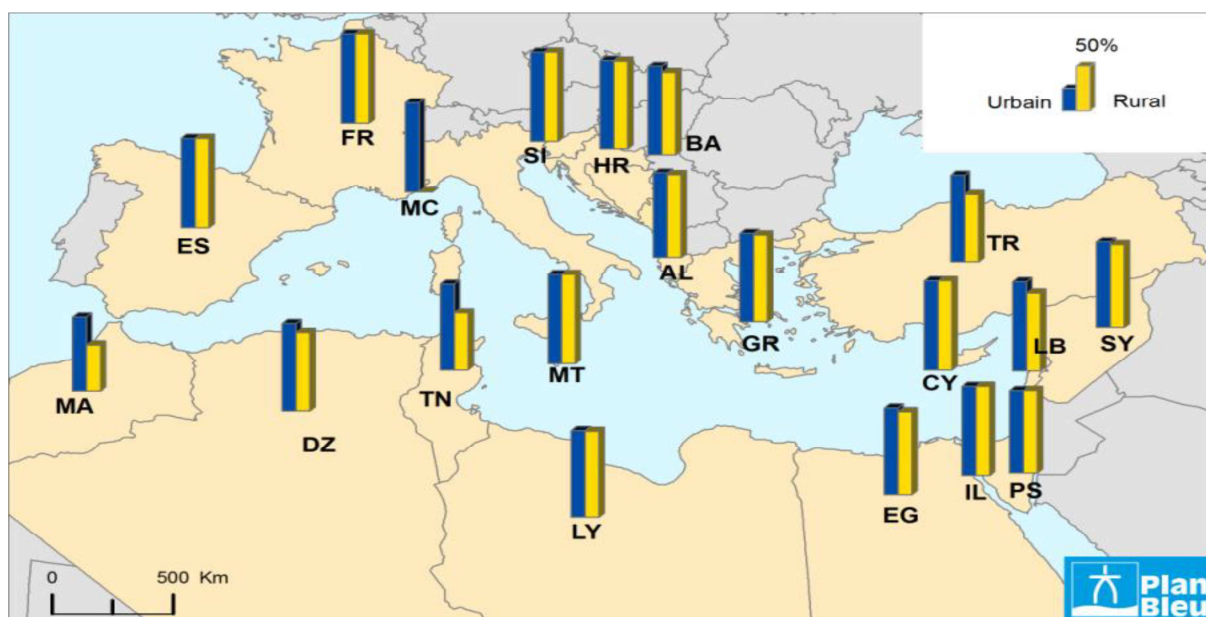 50%
Urbain Rural
FR
SI
HR
BA
MC
ES
AL
TR
GR
SY
MT
CY
LB
TN
MA
DZ
IL
PS
EG
LY
0 500 Km
Plan
Bleu